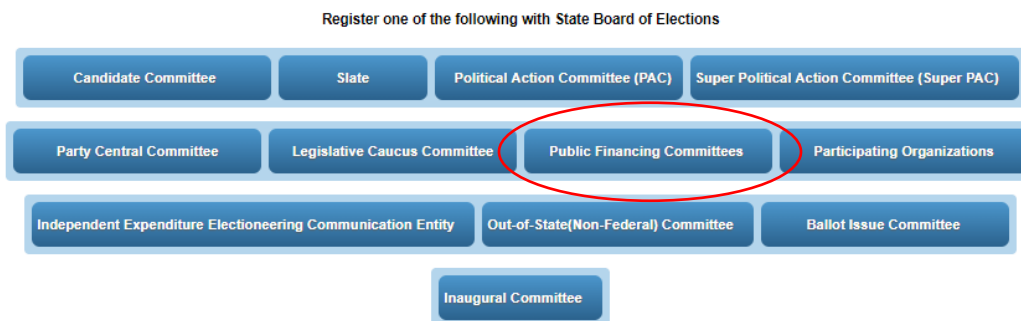 Register one of the following with State Board of Elections
Candidate Committee Slate Political Action Committee (PAC) Super Political Action Committee (Super PAC)
Party Central Committee Legislative Caucus Committee Public Financing Committees Participating Organizations
Independent Expenditure Electioneering Communication Entity Out-of-State(Non-Federal) Committee Ballot Issue Committee
Inaugural Committee